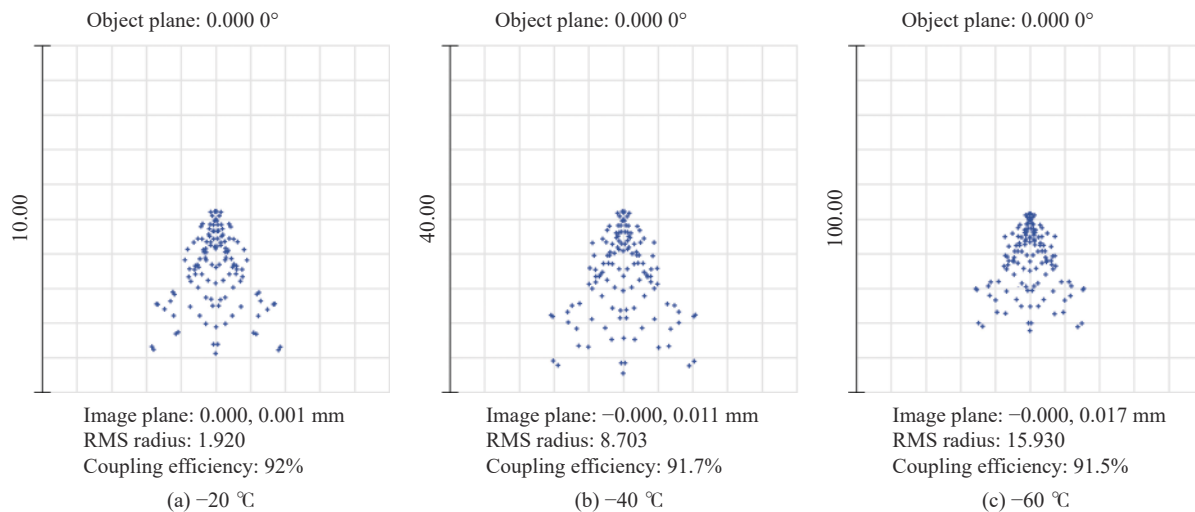 Object plane: 0.000 0°
10.00
Image plane: 0.000, 0.001 mm
RMS radius: 1.920
Coupling efficiency: 92%
(a) −20 ℃
Object plane: 0.000 0°
40.00
Image plane: −0.000, 0.011 mm
RMS radius: 8.703
Coupling efficiency: 91.7%
(b) −40 ℃
Object plane: 0.000 0°
100.00
Image plane: −0.000, 0.017 mm
RMS radius: 15.930
Coupling efficiency: 91.5%
(c) −60 ℃